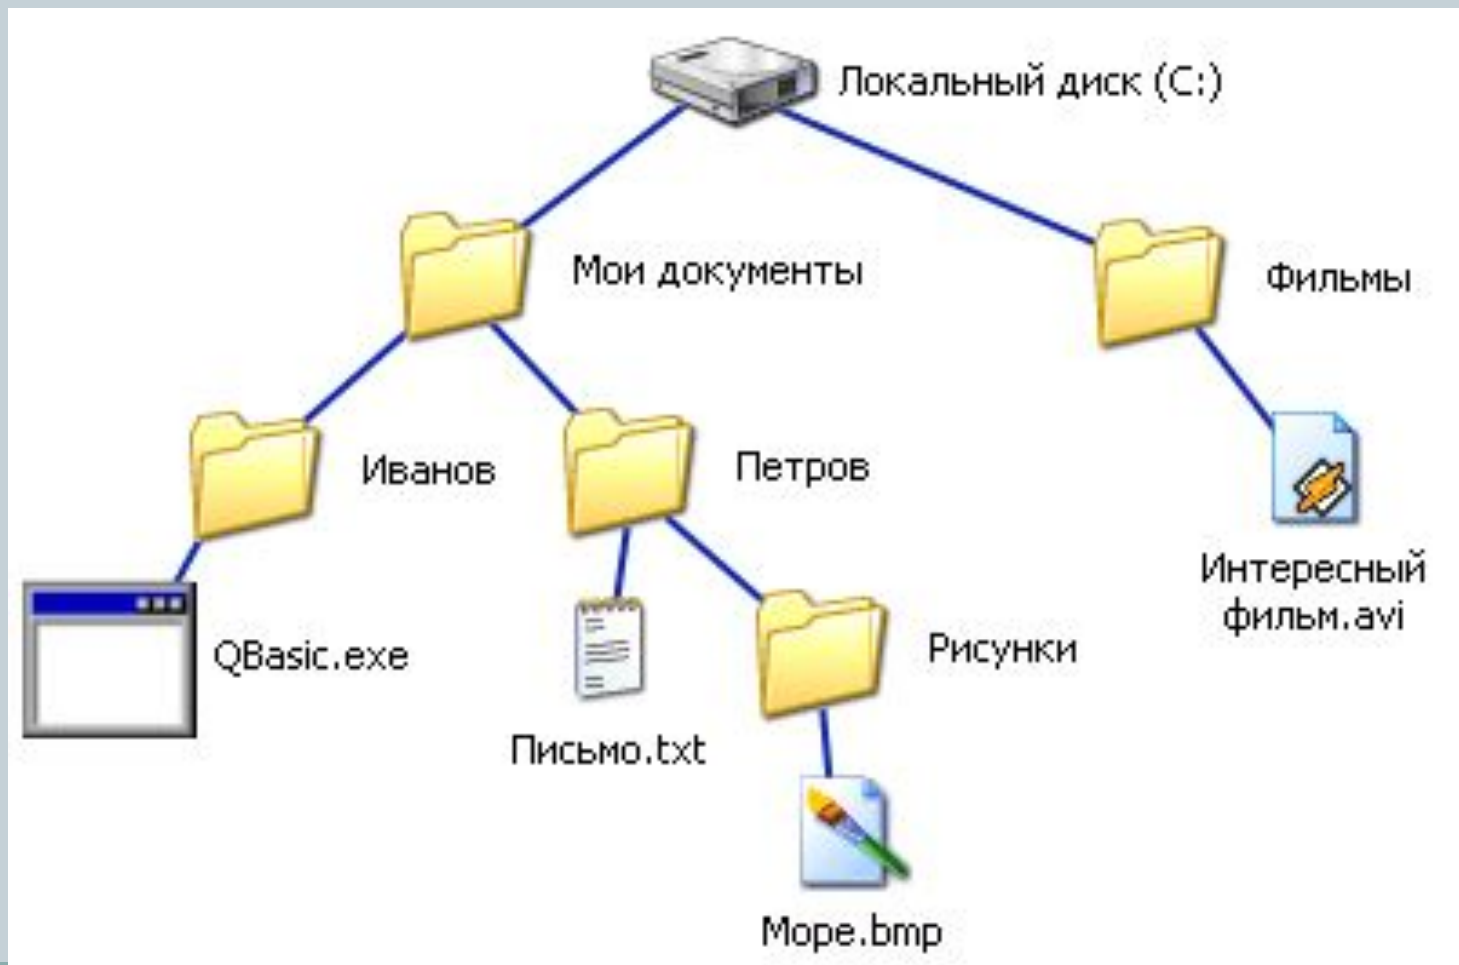 Локальный диск (C:)
Мои документы
Фильмы
Иванов
Петров
Интересный
фильм.avi
QBasic.exe
Рисунки
Письмо.txt
Море.bmp